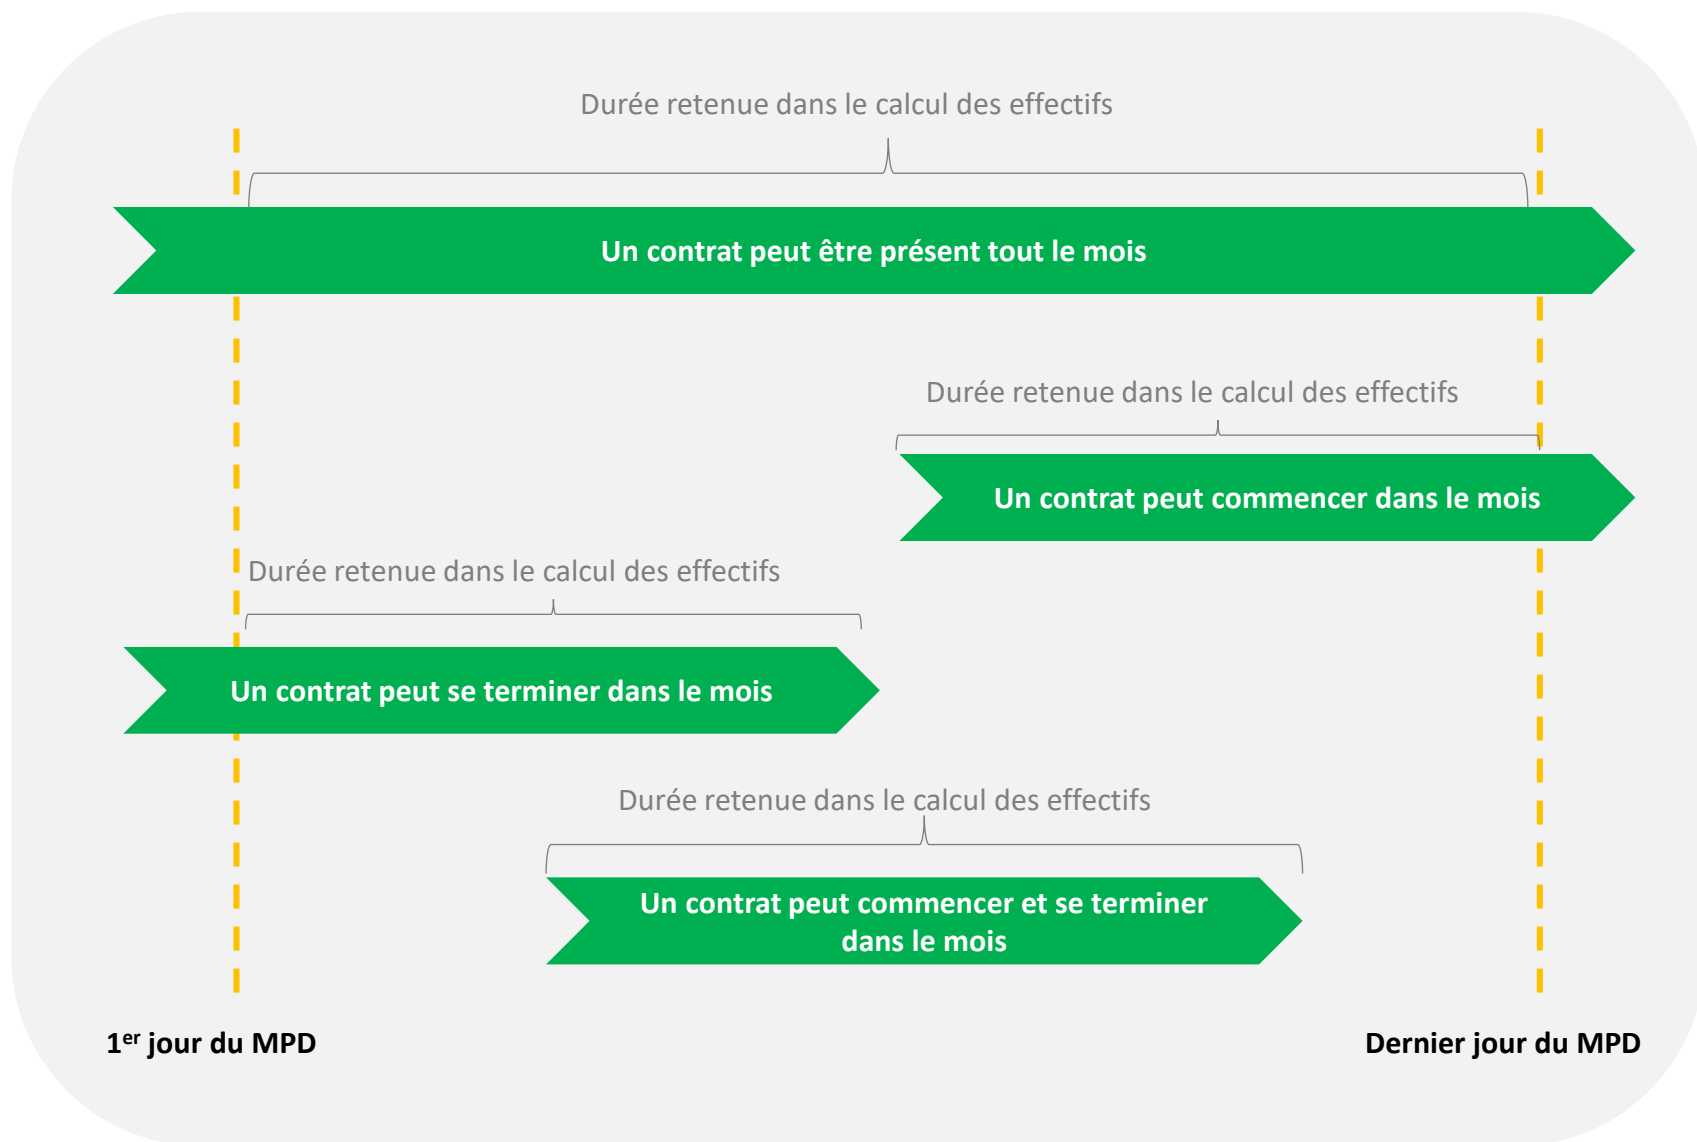 Durée retenue dans le calcul des effectifs
Un contrat peut être présent tout le mois
Durée retenue dans le calcul des effectifs
Un contrat peut commencer dans le mois
Durée retenue dans le calcul des effectifs
Un contrat peut se terminer dans le mois
Durée retenue dans le calcul des effectifs
Un contrat peut commencer et se terminer
dans le mois
1er jour du MPD
Dernier jour du MPD